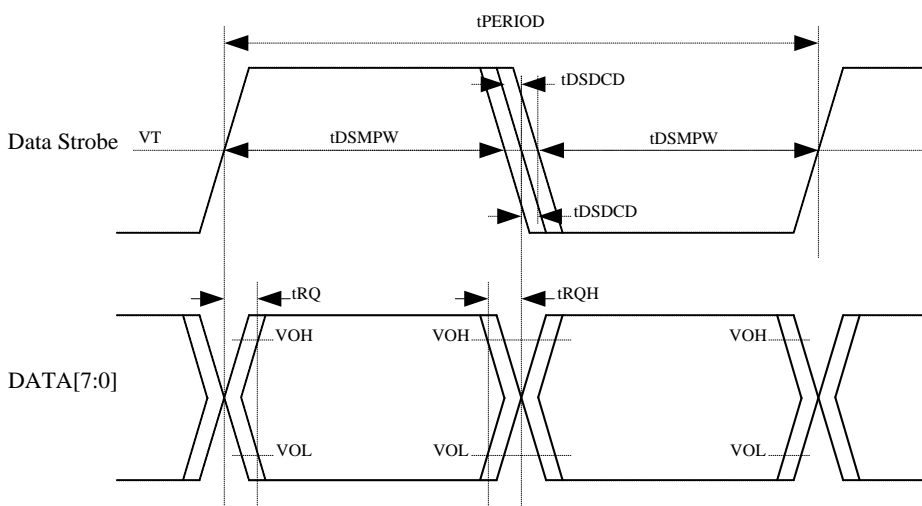 tPERIOD
tDSDCD
Data Strobe VT tDSMPW tDSMPW
tDSDCD
tRQ tRQH
VOH VOH VOH
DATA[7:0]
VOL VOL VOL